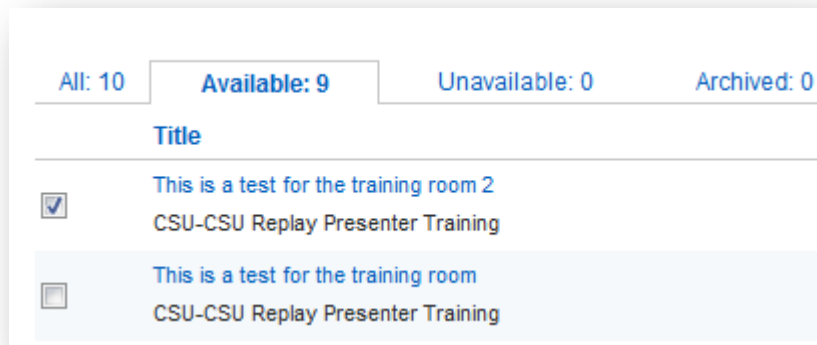 All: 10 Available: 9 Unavailable: 0 Archived: 0
Title
This is a test for the training room 2
CSU-CSU Replay Presenter Training
This is a test for the training room
CSU-CSU Replay Presenter Training